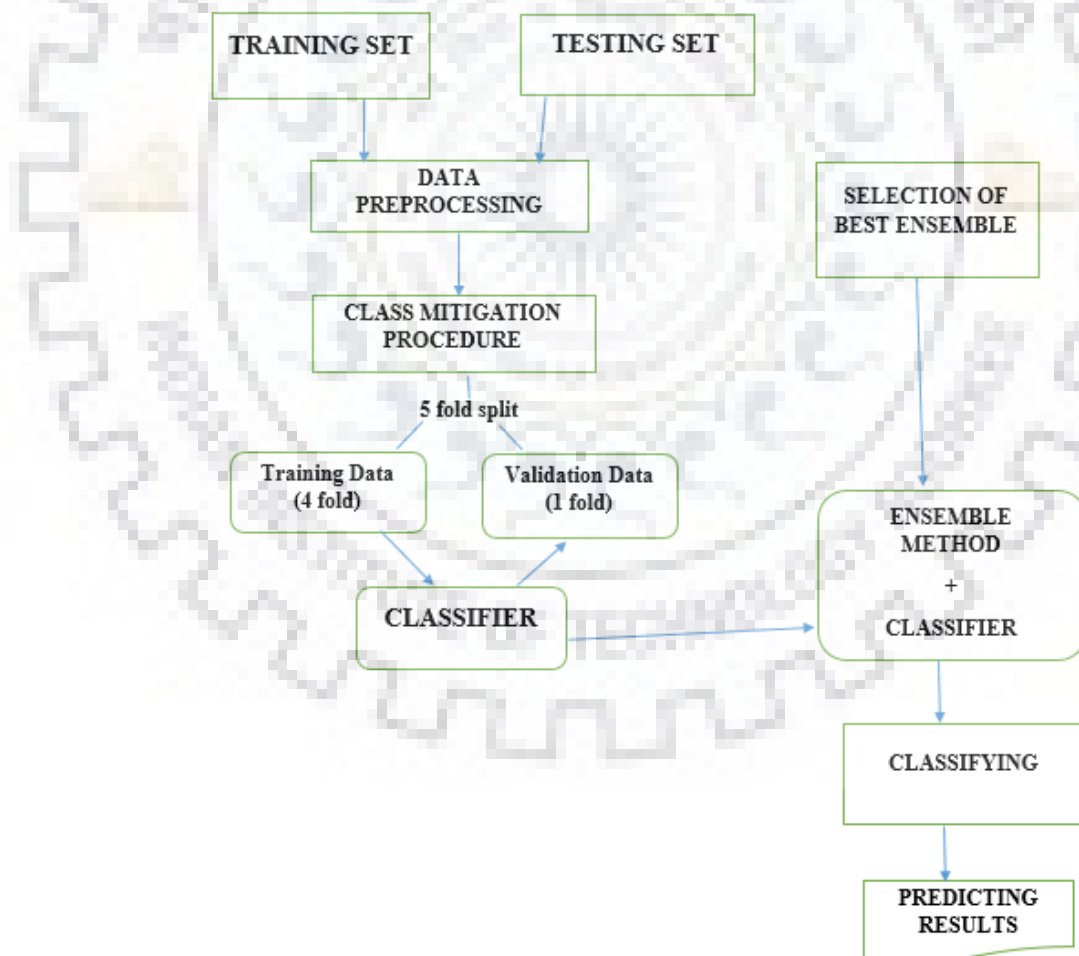 TRAINING SET
TESTING SET
DATA
PREPROCESSING
SELECTION OF
BEST ENSEMBLE
CLASS MITIGATION
PROCEDURE
5 fold split
Training Data
(4 fold)
Validation Data
(1 fold)
ENSEMBLE
METHOD
+
CLASSIFIER
CLASSIFIER
CLASSIFYING
PREDICTING
RESULTS